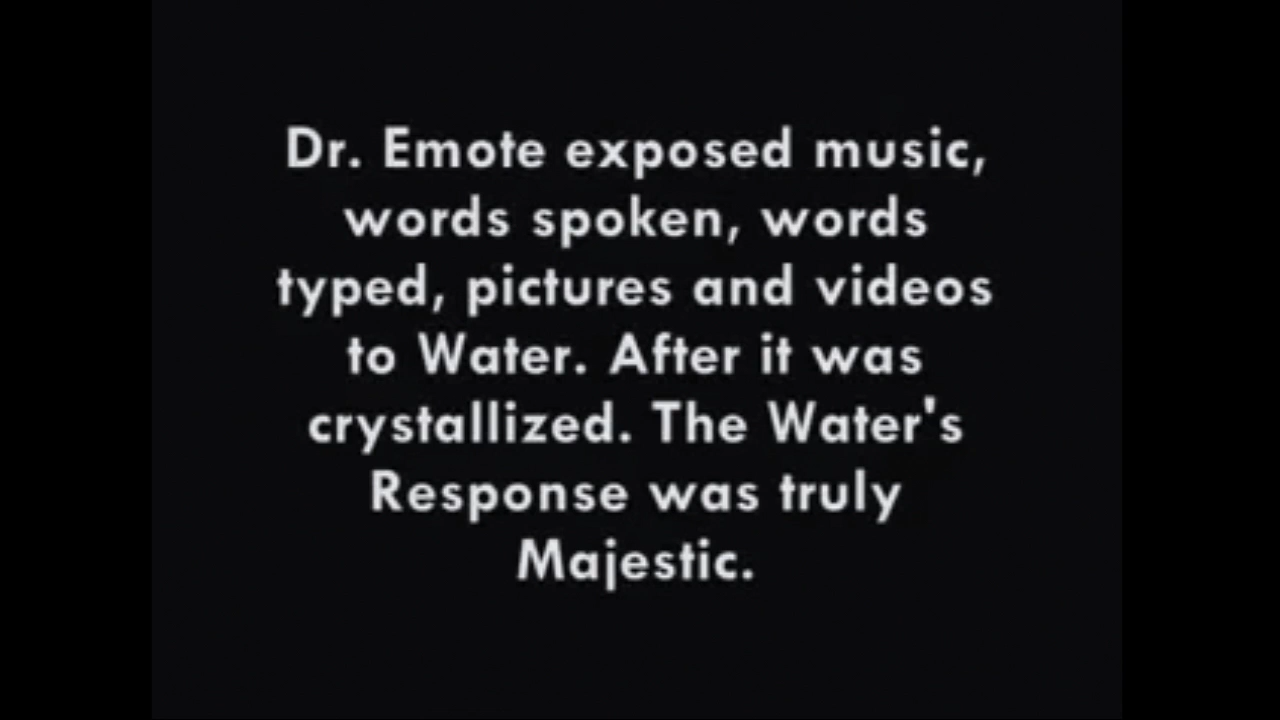 Dr. Emote exposed music,
words spoken, words
typed, pictures and videos
to Water. After it was
crystallized. The Water's
Response was truly
Majestic.